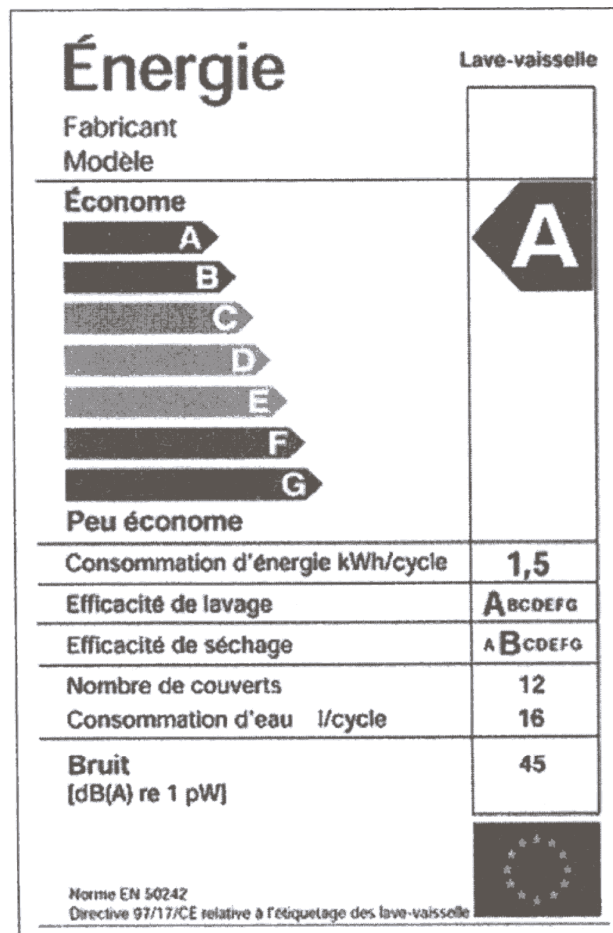 Énergie
Lave-vaisselle
Fabricant
Modèle
Économe
A
A
B
C
D
E
F
G
Peu économe
Consommation d'énergie kWh/cycle 1,5
Efficacité de lavage ABCDEFG
Efficacité de séchage ABCDEFG
Nombre de couverts 12
Consommation d'eau l/cycle 16
Bruit 45
[dB(A) re 1 pW]
Norme EN 50242
Directive 97/17/CE relative à l'étiquetage des lave-vaisselle